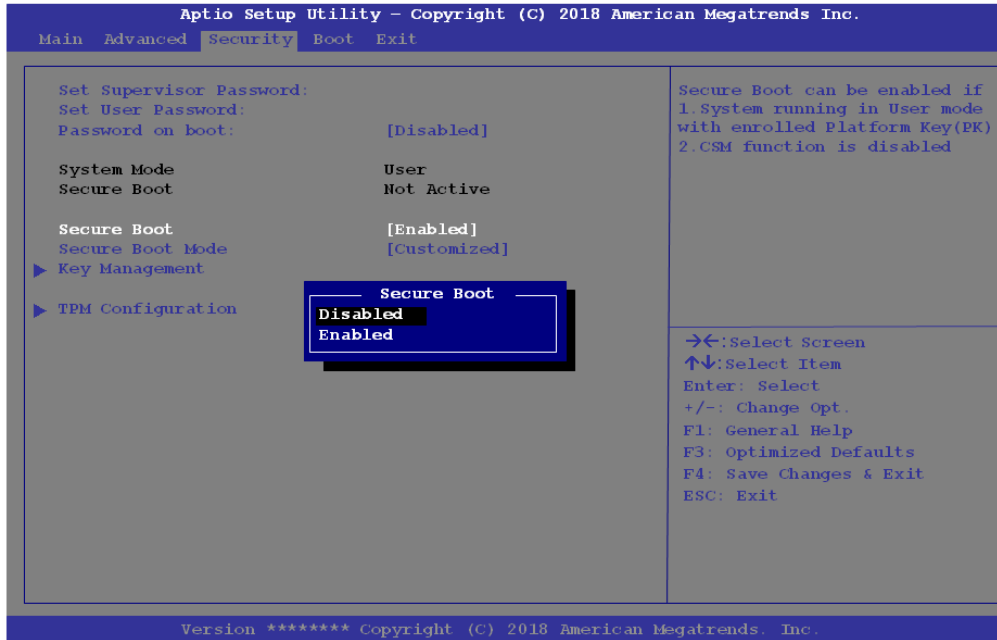 Aptio Setup Utility – Copyright (C) 2018 American Megatrends Inc.
Main Advanced Security Boot Exit
Set Supervisor Password:
Set User Password:
Password on boot: [Disabled]
System Mode User
Secure Boot Not Active
Secure Boot [Enabled]
Secure Boot Mode [Customized]
▶ Key Management
▶ TPM Configuration
Secure Boot
Disabled
Enabled
Secure Boot can be enabled if
1.System running in User mode
with enrolled Platform Key(PK)
2.CSM function is disabled
→←:Select Screen
↑↓:Select Item
Enter: Select
+/-: Change Opt.
F1: General Help
F3: Optimized Defaults
F4: Save Changes & Exit
ESC: Exit
Version ******** Copyright (C) 2018 American Megatrends. Inc.